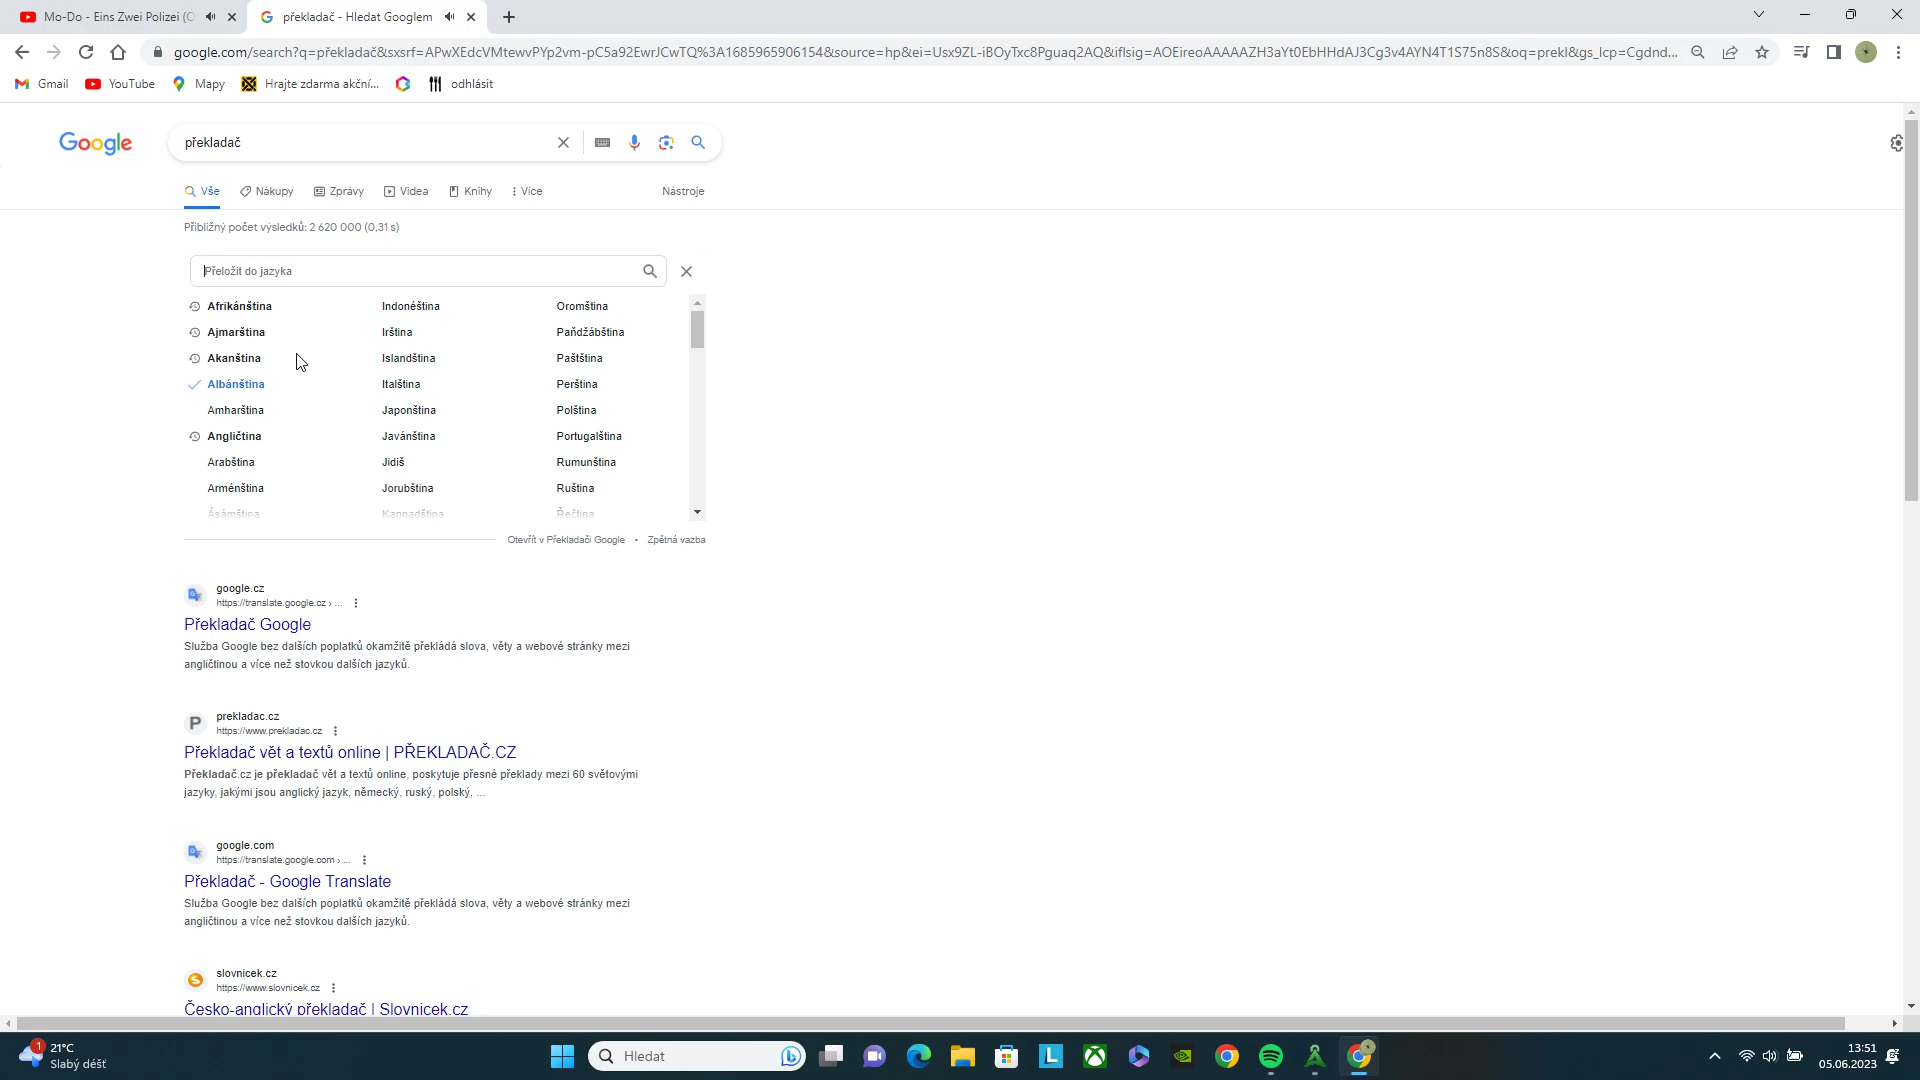 Mo-Do - Eins Zwei Polizei (O
překladač - Hledat Googlem
google.com/search?q=překladač&sxsrf=APwXEdcVMtewvPYp2vm-pC5a92EwrJCwTQ%3A1685965906154&source=hp&ei=Usx9ZL-iBOyTxc8Pguaq2AQ&iflsig=AOEireoAAAAAZH3aYt0EbHHdAJ3Cg3v4AYN4T1S75n8S&oq=prekl&gs_lcp=Cgdnd...
Gmail YouTube Mapy Hrajte zdarma akční... odhlásit
Google
překladač
Vše Nákupy Zprávy Videa Knihy Více Nástroje
Přibližný počet výsledků: 2 620 000 (0,31 s)
Přeložit do jazyka
Afrikánština Indonéština Oromština
Ajmarština Irština Paňdžábština
Akanština Islandština Paštština
Albánština Italština Perština
Amharština Japonština Polština
Angličtina Javánština Portugalština
Arabština Jidiš Rumunština
Arménština Jorubština Ruština
Ásámština Kannadština Řečtina
Otevřít v Překladači Google • Zpětná vazba
google.cz
https://translate.google.cz › ...
Překladač Google
Služba Google bez dalších poplatků okamžitě překládá slova, věty a webové stránky mezi
angličtinou a více než stovkou dalších jazyků.
P
prekladac.cz
https://www.prekladac.cz
Překladač vět a textů online | PŘEKLADAČ.CZ
Překladač.cz je překladač vět a textů online, poskytuje přesné překlady mezi 60 světovými
jazyky, jakými jsou anglický jazyk, německý, ruský, polský, ...
google.com
https://translate.google.com › ...
Překladač - Google Translate
Služba Google bez dalších poplatků okamžitě překládá slova, věty a webové stránky mezi
angličtinou a více než stovkou dalších jazyků.
S
slovnicek.cz
https://www.slovnicek.cz
Česko-anglický překladač | Slovnicek.cz
1
21°C
Slabý déšť
Hledat
L
13:51
05.06.2023